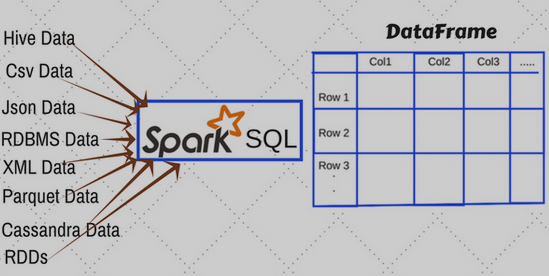 Hive Data
Csv Data
Json Data
RDBMS Data
XML Data
Parquet Data
Cassandra Data
RDDs
Spark SQL
DataFrame
Col1 Col2 Col3 .....
Row 1
Row 2
Row 3
.
.